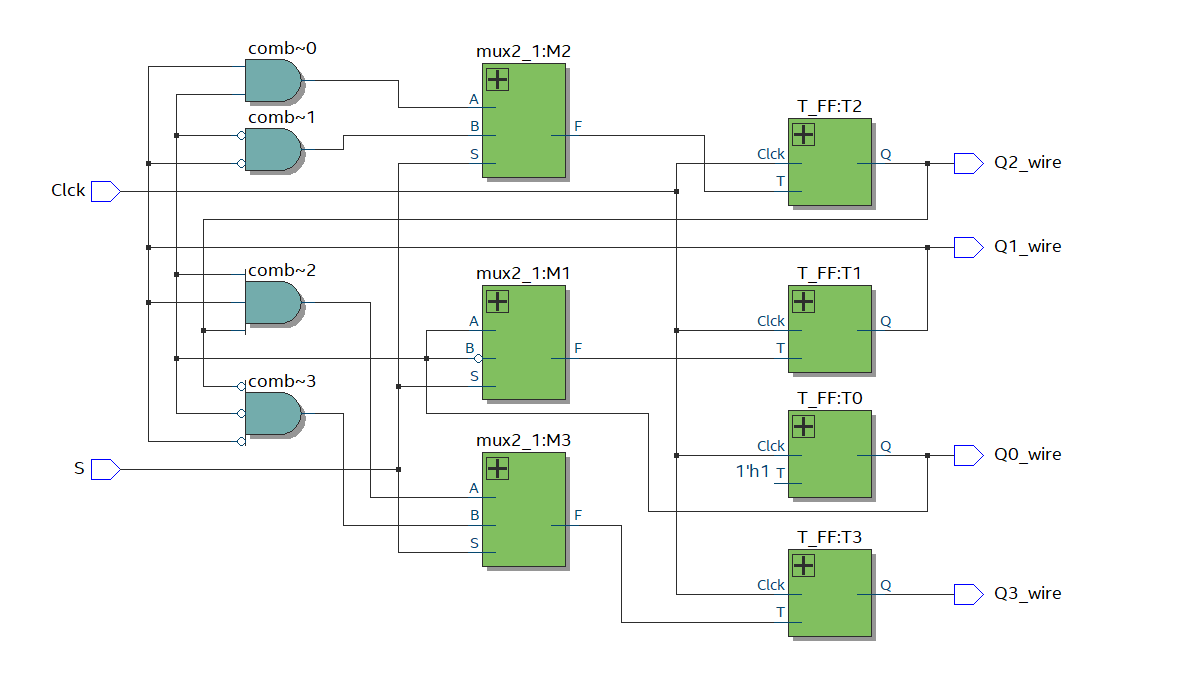 comb~0
mux2_1:M2
A
comb~1
B
F
S
T_FF:T2
Clck
Q
Q2_wire
T
Clck
Q1_wire
comb~2
mux2_1:M1
T_FF:T1
A
Clck
Q
B
F
T
S
comb~3
T_FF:T0
mux2_1:M3
Clck
Q
Q0_wire
S
1'h1
T
A
B
F
S
T_FF:T3
Clck
Q
Q3_wire
T